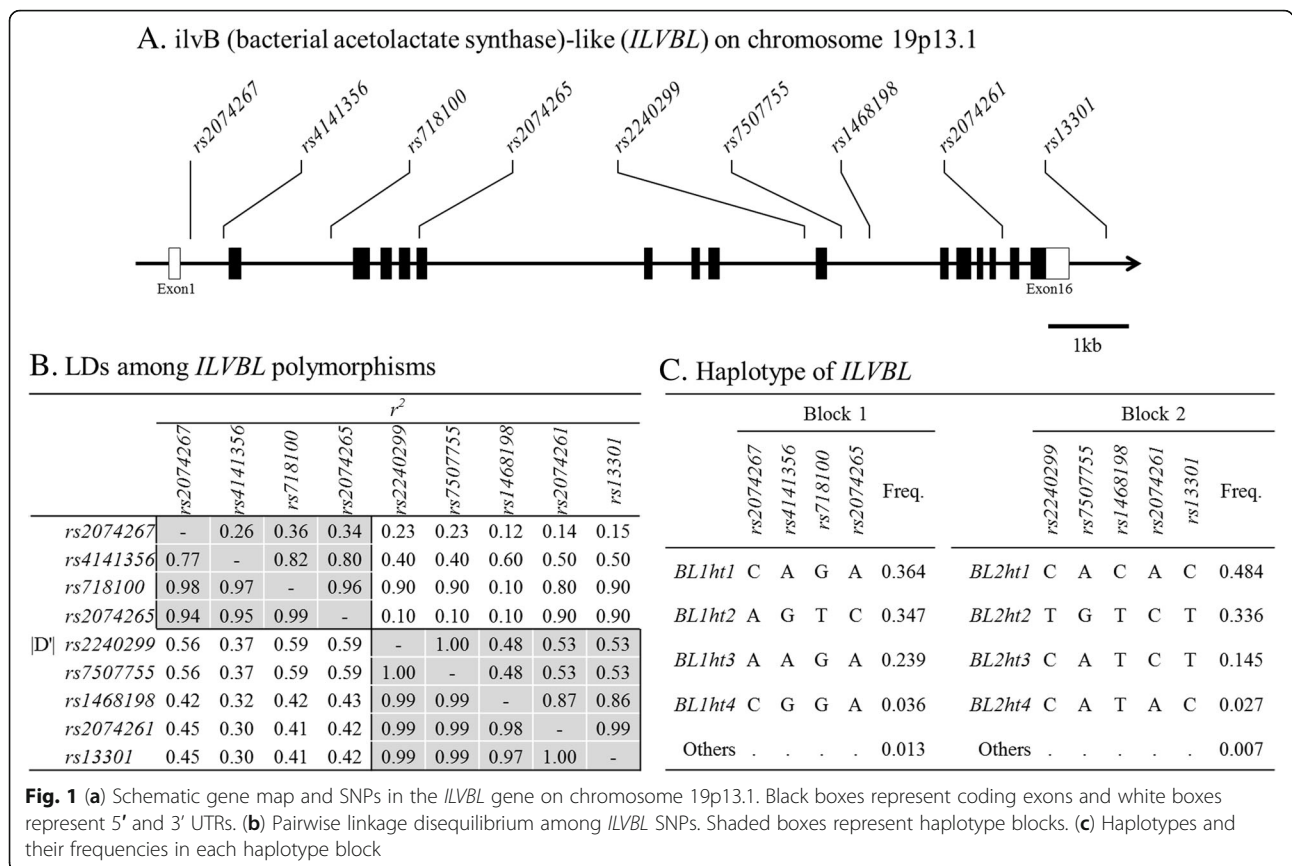 A. ilvB (bacterial acetolactate synthase)-like (ILVBL) on chromosome 19p13.1
rs2074267 rs4141356 rs718100 rs2074265 rs2240299 rs7507755 rs1468198 rs2074261 rs13301
Exon1 Exon16
1kb
B. LDs among ILVBL polymorphisms
r2
rs2074267 rs4141356 rs718100 rs2074265 rs2240299 rs7507755 rs1468198 rs2074261 rs13301
rs2074267 - 0.26 0.36 0.34 0.23 0.23 0.12 0.14 0.15
rs4141356 0.77 - 0.82 0.80 0.40 0.40 0.60 0.50 0.50
rs718100 0.98 0.97 - 0.96 0.90 0.90 0.10 0.80 0.90
rs2074265 0.94 0.95 0.99 - 0.10 0.10 0.10 0.90 0.90
|D'| rs2240299 0.56 0.37 0.59 0.59 - 1.00 0.48 0.53 0.53
rs7507755 0.56 0.37 0.59 0.59 1.00 - 0.48 0.53 0.53
rs1468198 0.42 0.32 0.42 0.43 0.99 0.99 - 0.87 0.86
rs2074261 0.45 0.30 0.41 0.42 0.99 0.99 0.98 - 0.99
rs13301 0.45 0.30 0.41 0.42 0.99 0.99 0.97 1.00 -
C. Haplotype of ILVBL
Block 1
rs2074267 rs4141356 rs718100 rs2074265 Freq.
BL1ht1 C A G A 0.364
BL1ht2 A G T C 0.347
BL1ht3 A A G A 0.239
BL1ht4 C G G A 0.036
Others . . . . 0.013
Block 2
rs2240299 rs7507755 rs1468198 rs2074261 rs13301 Freq.
BL2ht1 C A C A C 0.484
BL2ht2 T G T C T 0.336
BL2ht3 C A T C T 0.145
BL2ht4 C A T A C 0.027
Others . . . . . 0.007
Fig. 1 (a) Schematic gene map and SNPs in the ILVBL gene on chromosome 19p13.1. Black boxes represent coding exons and white boxes
represent 5′ and 3′ UTRs. (b) Pairwise linkage disequilibrium among ILVBL SNPs. Shaded boxes represent haplotype blocks. (c) Haplotypes and
their frequencies in each haplotype block